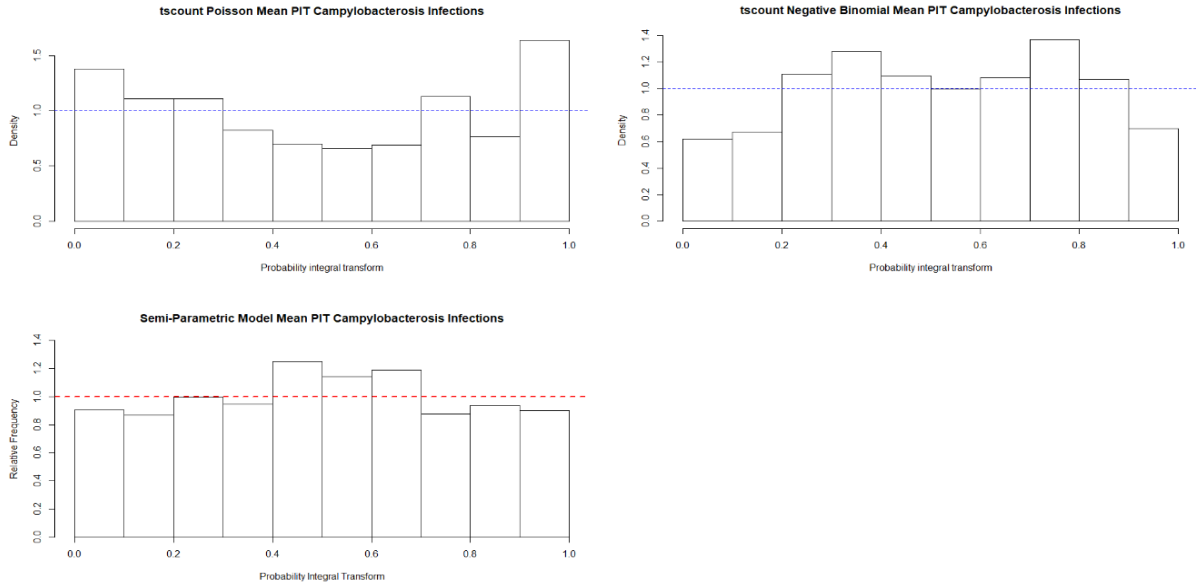 tscount Poisson Mean PIT Campylobacterosis Infections
Density
0.0 0.5 1.0 1.5
0.0 0.2 0.4 0.6 0.8 1.0
Probability integral transform
tscount Negative Binomial Mean PIT Campylobacterosis Infections
Density
0.0 0.2 0.4 0.6 0.8 1.0 1.2 1.4
0.0 0.2 0.4 0.6 0.8 1.0
Probability integral transform
Semi-Parametric Model Mean PIT Campylobacterosis Infections
Relative Frequency
0.0 0.2 0.4 0.6 0.8 1.0 1.2 1.4
0.0 0.2 0.4 0.6 0.8 1.0
Probability Integral Transform